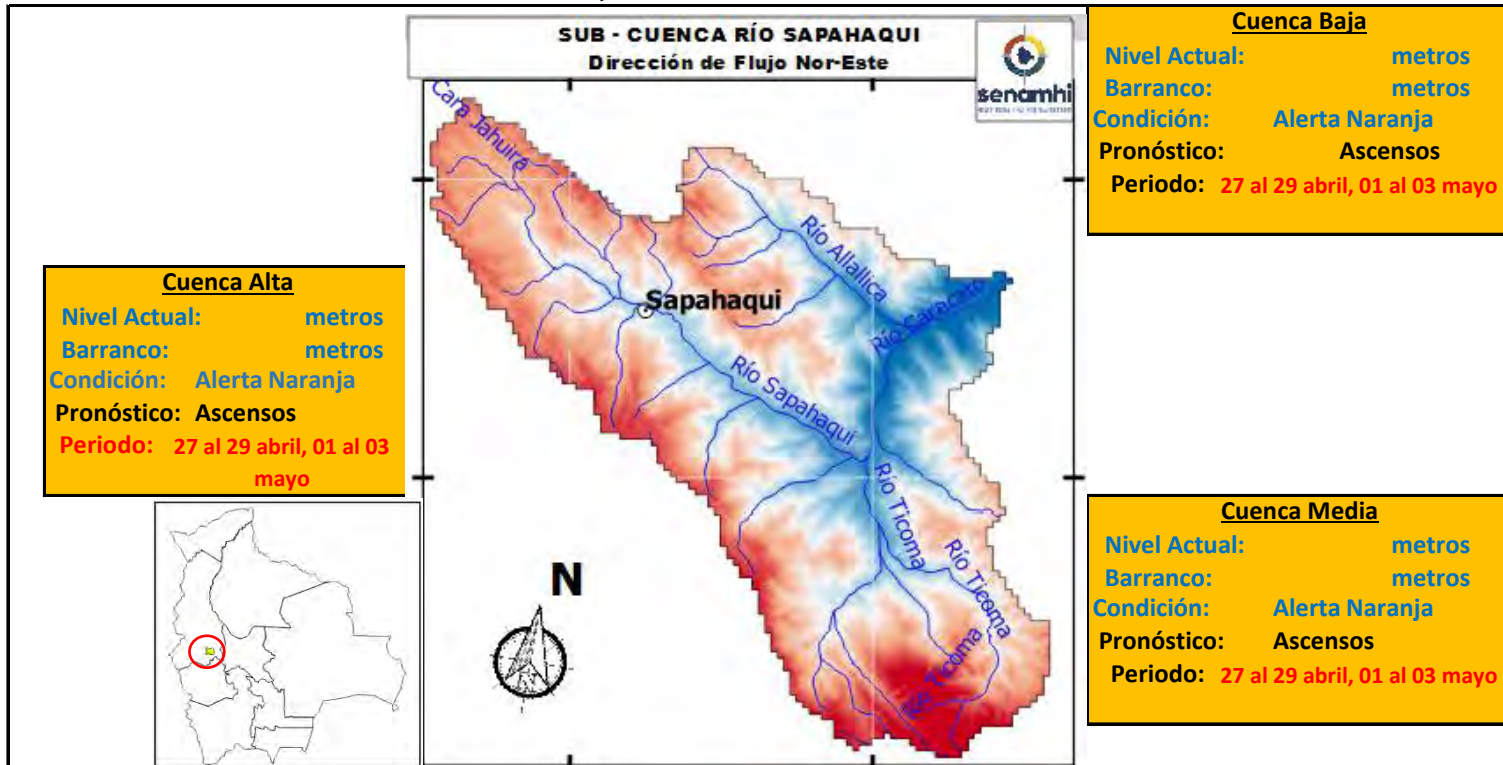 SUB - CUENCA RÍO SAPAHAQUI
Dirección de Flujo Nor-Este
senamhi
Cuenca Baja
Nivel Actual: metros
Barranco: metros
Condición: Alerta Naranja
Pronóstico: Ascensos
Periodo: 27 al 29 abril, 01 al 03 mayo
Cuenca Alta
Nivel Actual: metros
Barranco: metros
Condición: Alerta Naranja
Pronóstico: Ascensos
Periodo: 27 al 29 abril, 01 al 03
mayo
Cara Jahuira
Río Allallica
Sapahaqui
Río Caracato
Río Sapahaqui
Río Ticoma
Río Ticoma
Río Ticoma
N
Cuenca Media
Nivel Actual: metros
Barranco: metros
Condición: Alerta Naranja
Pronóstico: Ascensos
Periodo: 27 al 29 abril, 01 al 03 mayo